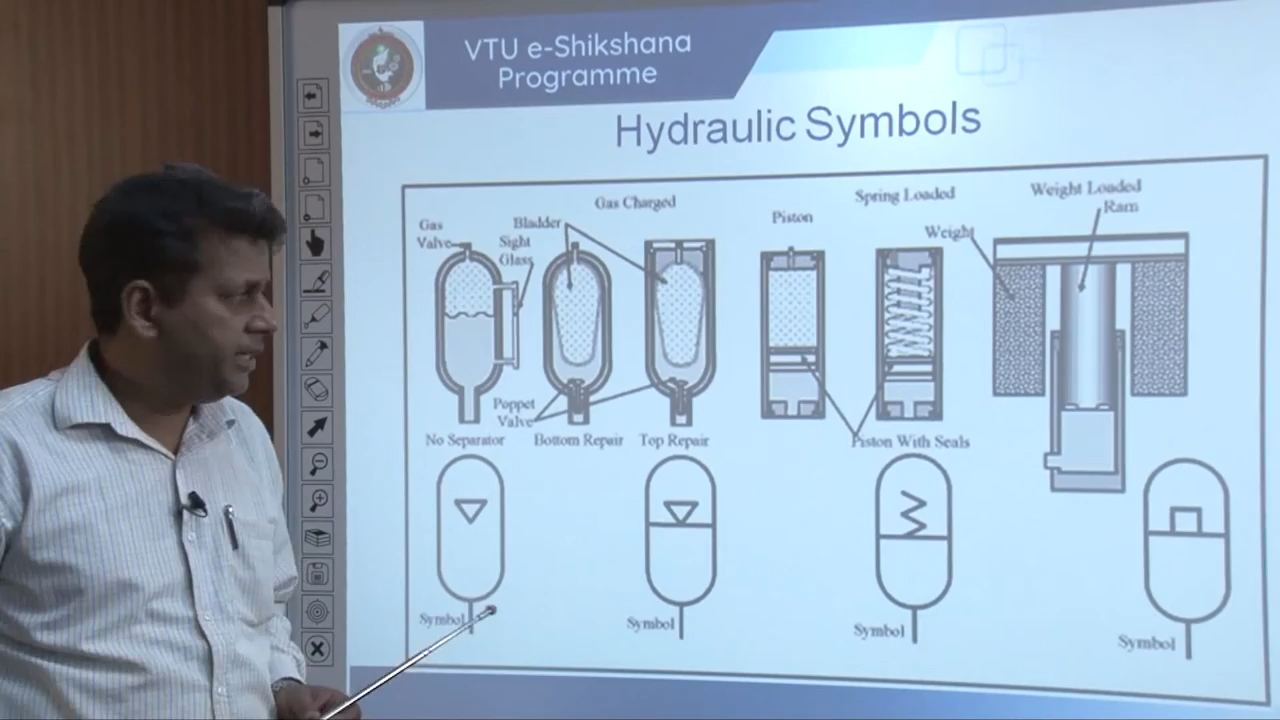 VTU e-Shikshana
Programme
Hydraulic Symbols
Gas Charged
Spring Loaded
Weight Loaded
Ram
Gas
Valve
Bladder
Sight
Glass
Piston
Weight
Poppet
Valve
No Separator
Bottom Repair
Top Repair
Piston With Seals
Symbol
Symbol
Symbol
Symbol